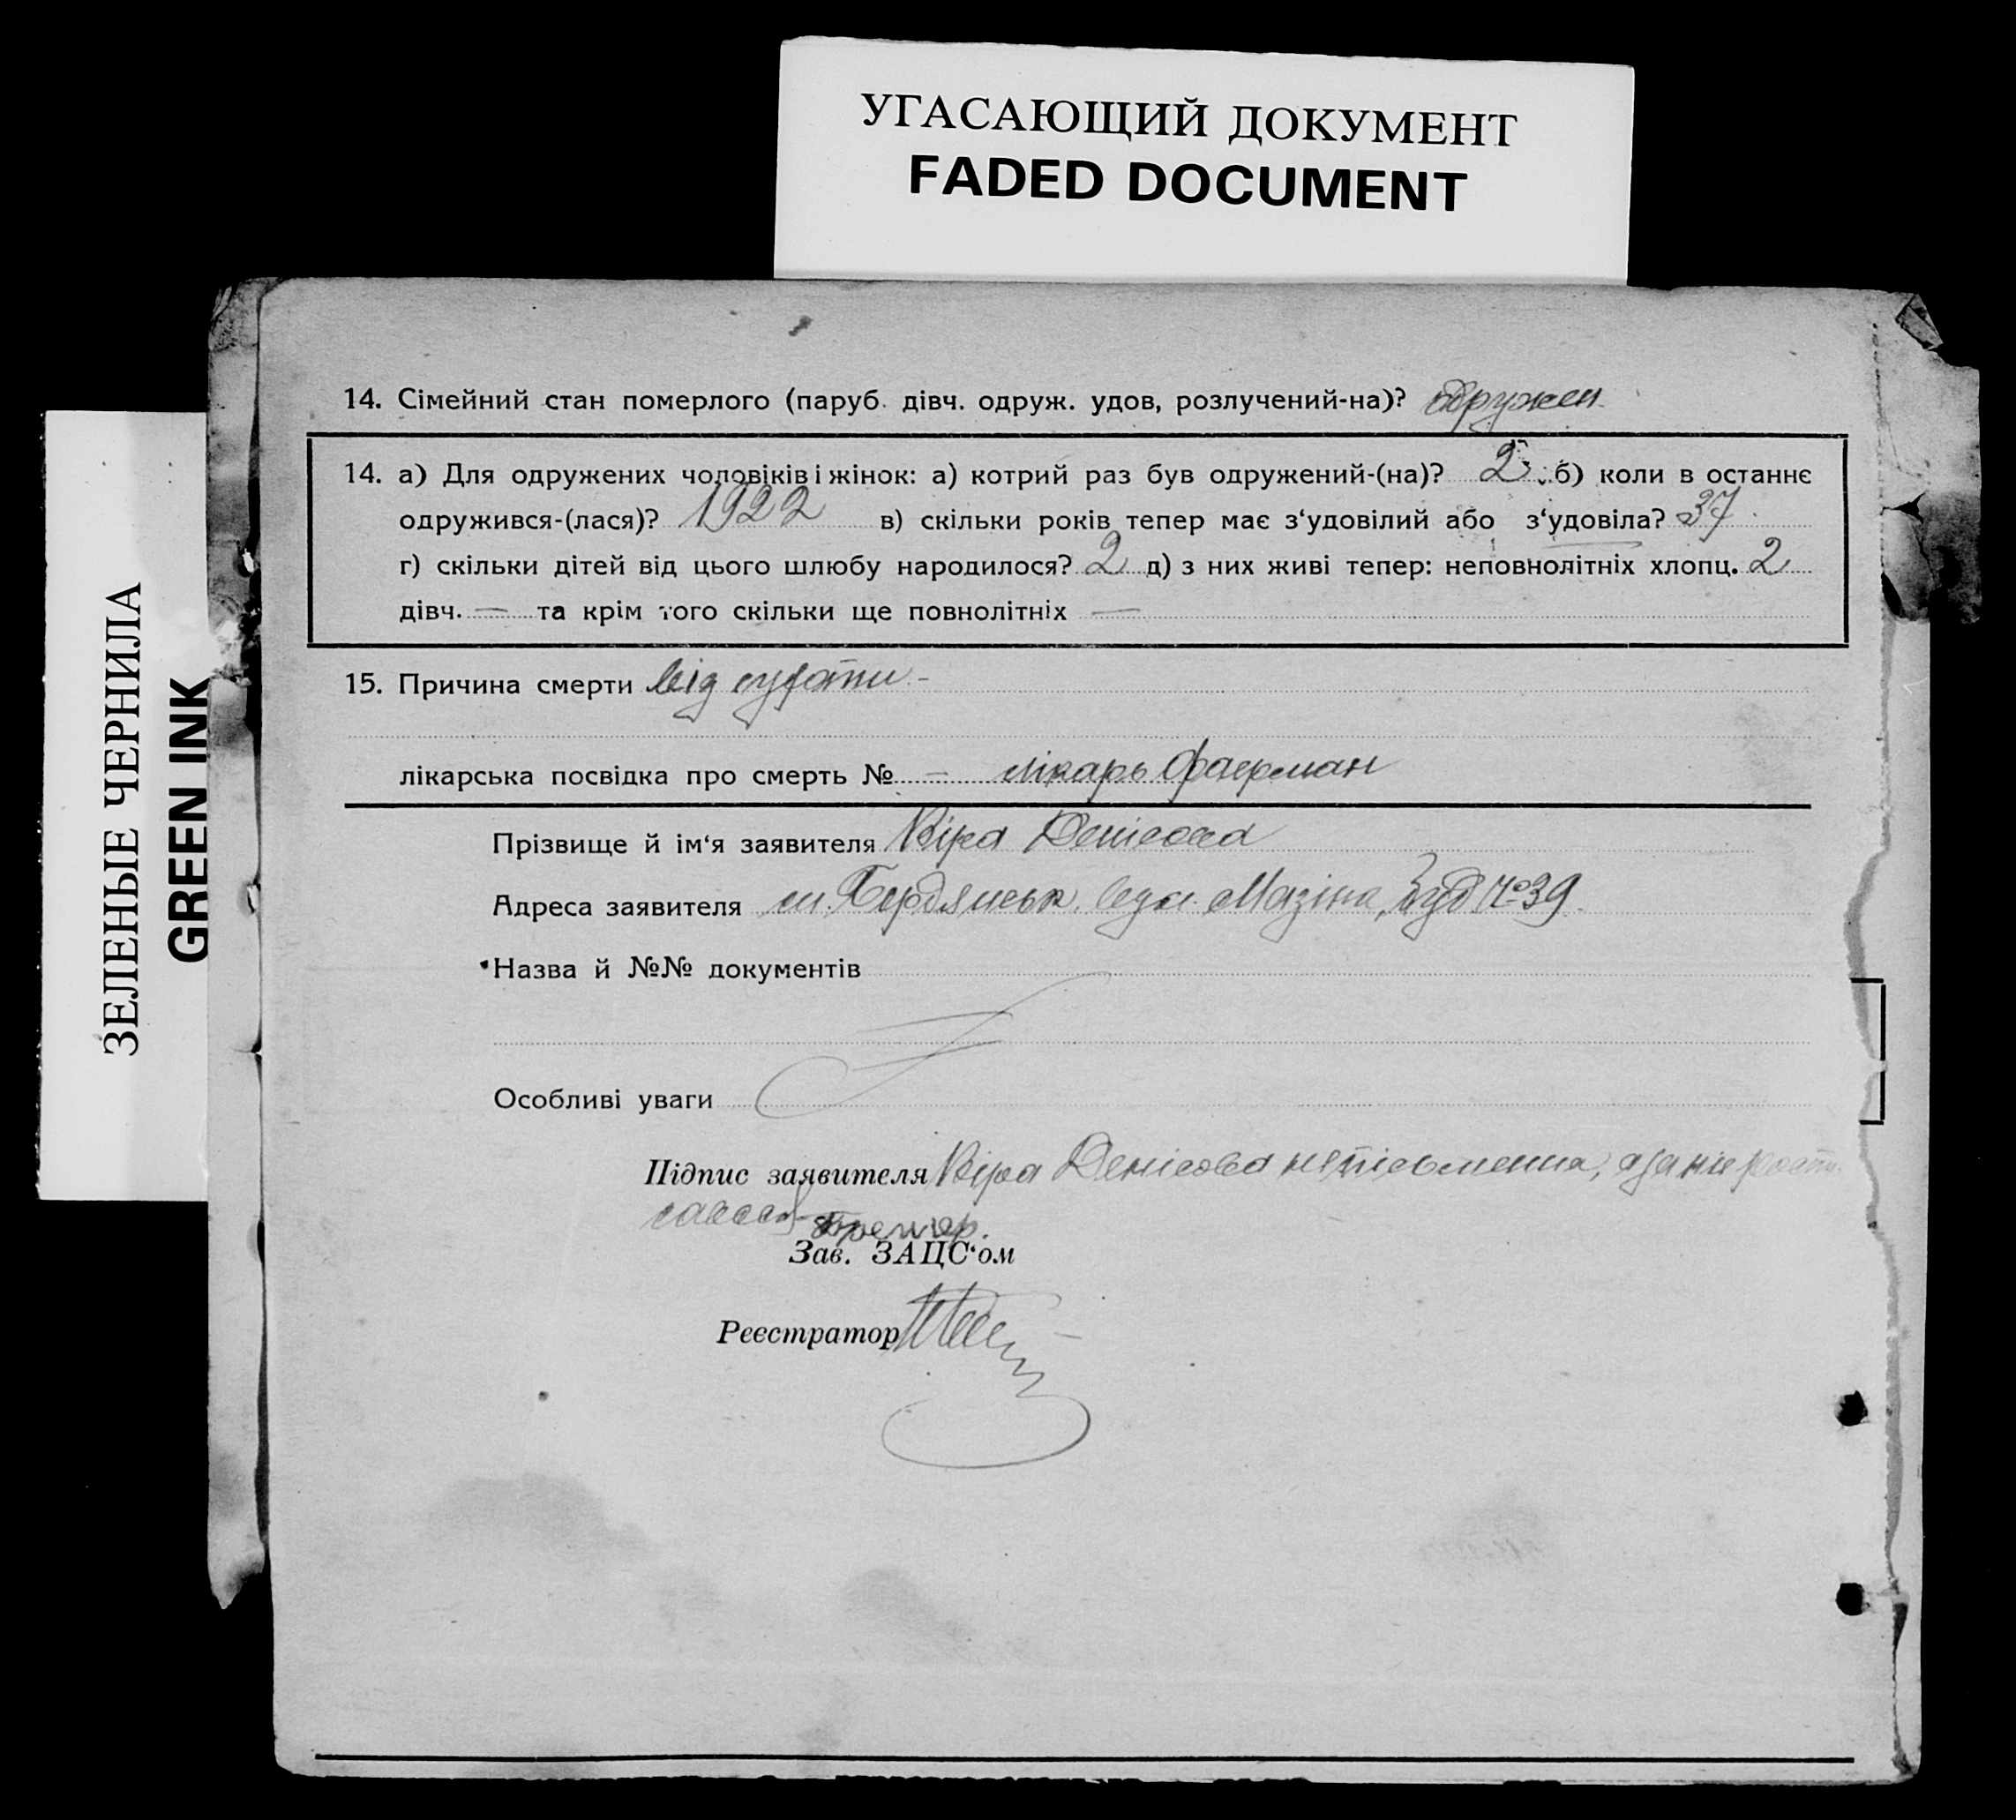 УГАСАЮЩИЙ ДОКУМЕНТ
FADED DOCUMENT
ЗЕЛЕНЫЕ ЧЕРНИЛА
GREEN INK
14. Сімейний стан померлого (паруб. дівч. одруж. удов, розлучений-на)? одружен.
14. а) Для одружених чоловіків і жінок: а) котрий раз був одружений-(на)? 2 б) коли в останнє
одружився-(лася)? 1922 в) скільки років тепер має з‘удовілий або з‘удовіла? 37
г) скільки дітей від цього шлюбу народилося? 2 д) з них живі тепер: неповнолітніх хлопц. 2
дівч. — та крім того скільки ще повнолітніх —
15. Причина смерти від сухоти -
лікарська посвідка про смерть № — лікарь Фаєрман
Прізвище й ім‘я заявителя Віра Денісова
Адреса заявителя м. Бердянськ. вул. Мазіна, буд № 39.
Назва й №№ документів
Особливі уваги
Підпис заявителя Віра Денісова неписьменна, а за неї
Зав. ЗАЦС‘ом
Реєстратор